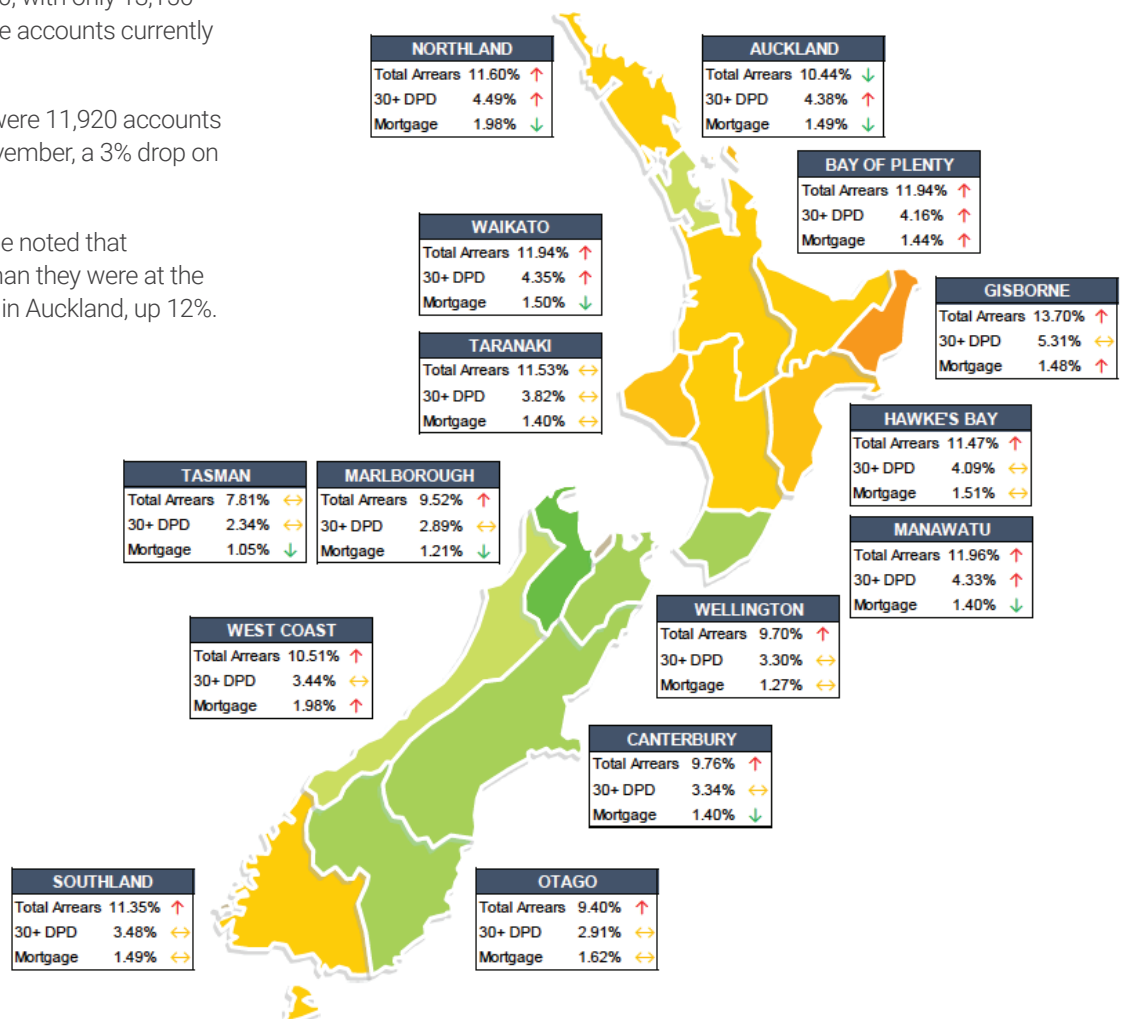 with only
e accounts currently
were 11,920 accounts
vember, a 3% drop on
e noted that
han they were at the
in Auckland, up 12%.
NORTHLAND
Total Arrears 11.60% ↑
30+ DPD 4.49% ↑
Mortgage 1.98% ↓
AUCKLAND
Total Arrears 10.44% ↓
30+ DPD 4.38% ↑
Mortgage 1.49% ↓
BAY OF PLENTY
Total Arrears 11.94% ↑
30+ DPD 4.16% ↑
Mortgage 1.44% ↑
WAIKATO
Total Arrears 11.94% ↑
30+ DPD 4.35% ↑
Mortgage 1.50% ↓
GISBORNE
Total Arrears 13.70% ↑
30+ DPD 5.31% ↔
Mortgage 1.48% ↑
TARANAKI
Total Arrears 11.53% ↔
30+ DPD 3.82% ↔
Mortgage 1.40% ↔
HAWKE'S BAY
Total Arrears 11.47% ↑
30+ DPD 4.09% ↔
Mortgage 1.51% ↔
TASMAN
Total Arrears 7.81% ↔
30+ DPD 2.34% ↔
Mortgage 1.05% ↓
MARLBOROUGH
Total Arrears 9.52% ↑
30+ DPD 2.89% ↔
Mortgage 1.21% ↓
MANAWATU
Total Arrears 11.96% ↑
30+ DPD 4.33% ↑
Mortgage 1.40% ↓
WELLINGTON
Total Arrears 9.70% ↑
30+ DPD 3.30% ↔
Mortgage 1.27% ↔
WEST COAST
Total Arrears 10.51% ↑
30+ DPD 3.44% ↔
Mortgage 1.98% ↑
CANTERBURY
Total Arrears 9.76% ↑
30+ DPD 3.34% ↔
Mortgage 1.40% ↓
SOUTHLAND
Total Arrears 11.35% ↑
30+ DPD 3.48% ↔
Mortgage 1.49% ↔
OTAGO
Total Arrears 9.40% ↑
30+ DPD 2.91% ↔
Mortgage 1.62% ↔